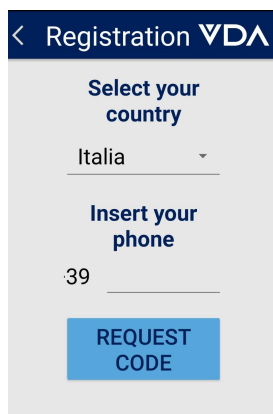 Registration VDA
Select your
country
Italia
Insert your
phone
39
REQUEST
CODE